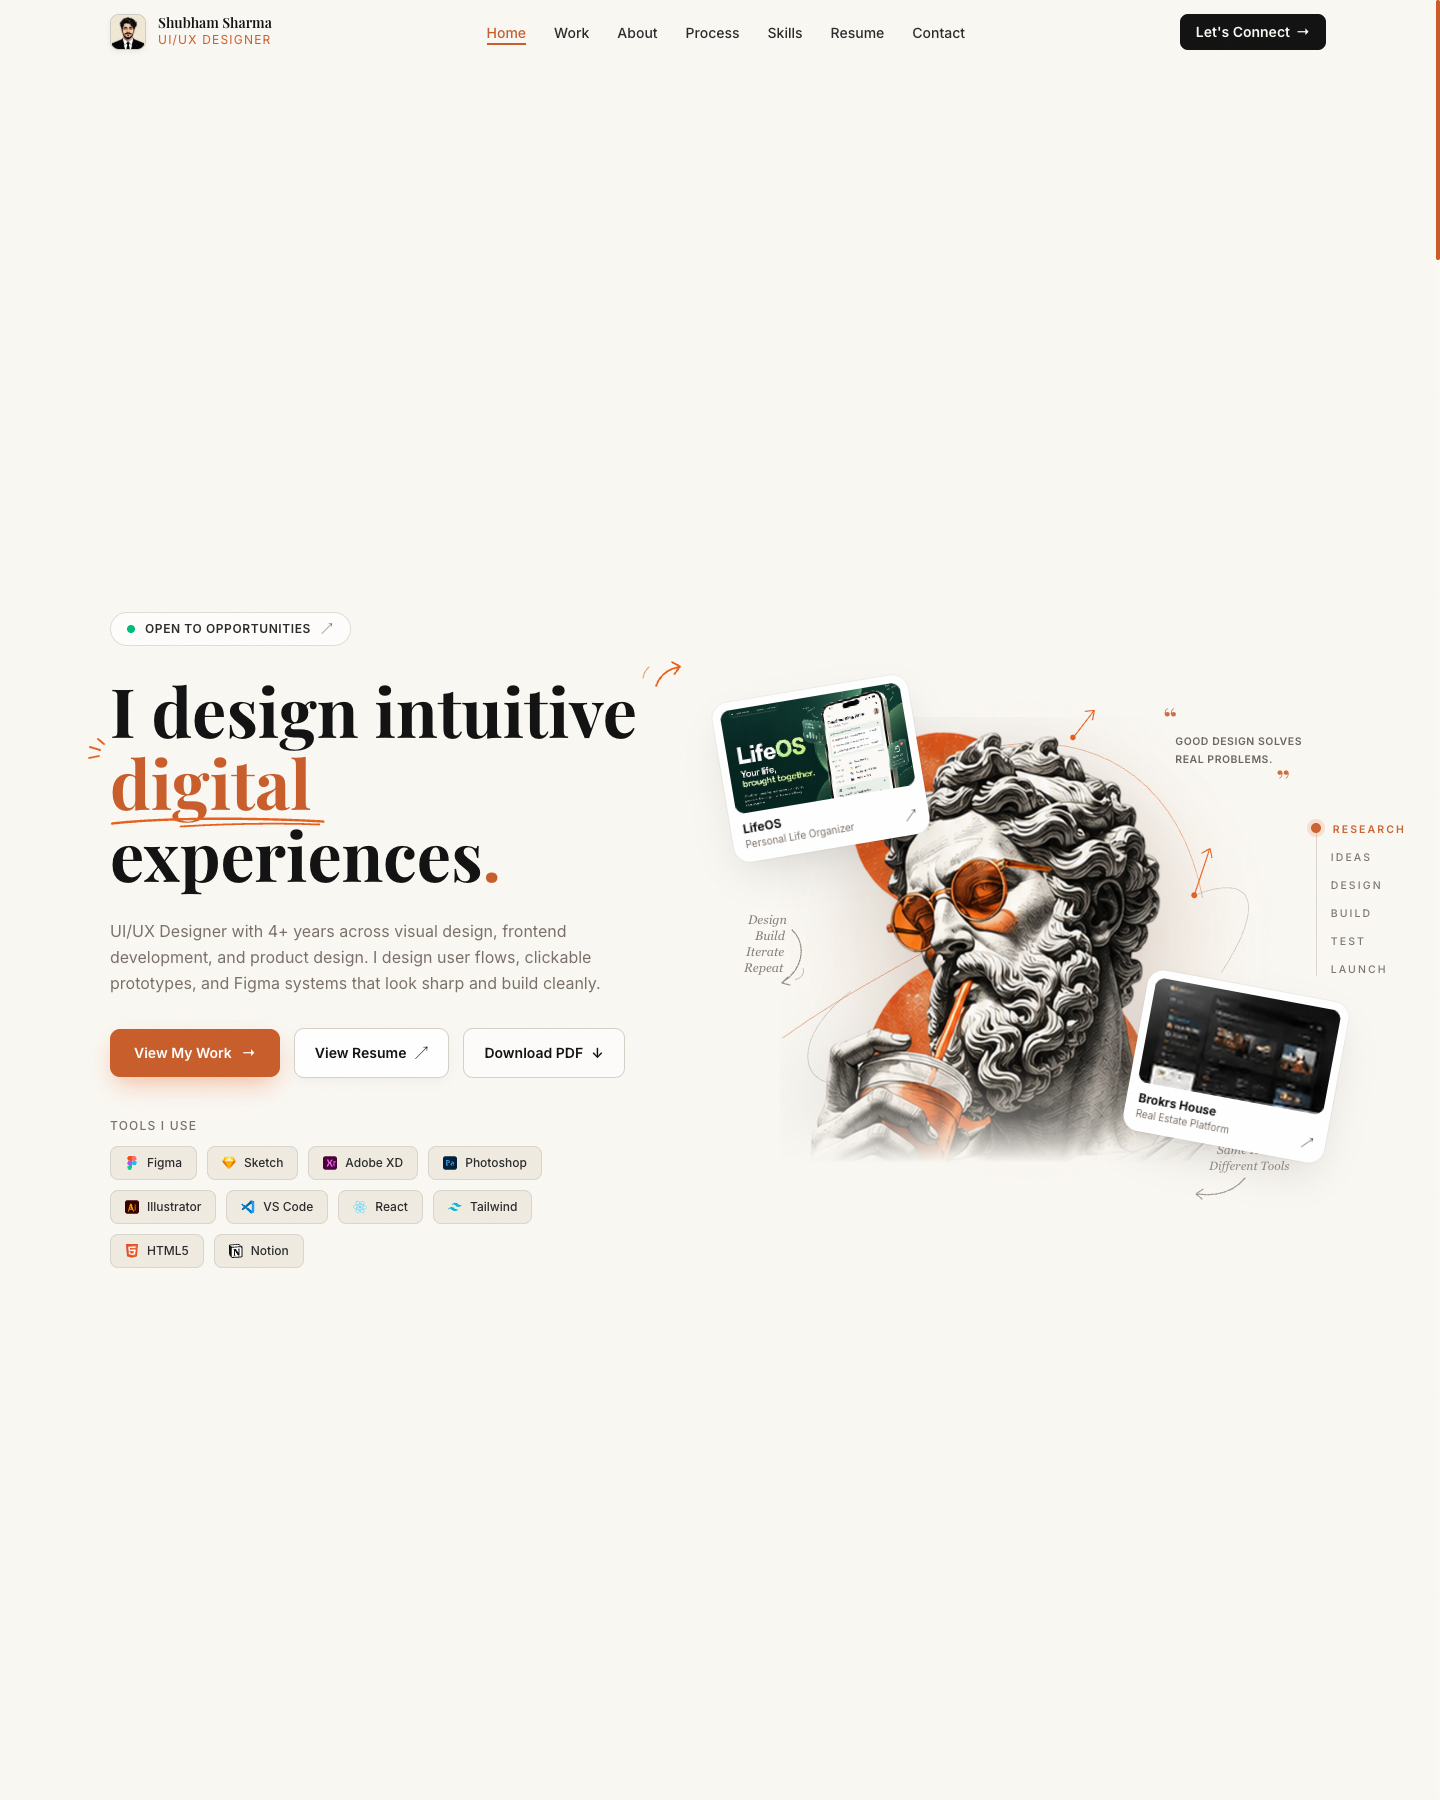 Shubham Sharma
UI/UX DESIGNER
Home
Work
About
Process
Skills
Resume
Contact
Let's Connect →
OPEN TO OPPORTUNITIES ↗
I design intuitive
digital
experiences.
UI/UX Designer with 4+ years across visual design, frontend
development, and product design. I design user flows, clickable
prototypes, and Figma systems that look sharp and build cleanly.
View My Work →
View Resume ↗
Download PDF ↓
TOOLS I USE
Figma
Sketch
Adobe XD
Photoshop
Illustrator
VS Code
React
Tailwind
HTML5
Notion
LifeOS
Your life,
brought together.
LifeOS
Personal Life Organizer
“
GOOD DESIGN SOLVES
REAL PROBLEMS.
”
RESEARCH
IDEAS
DESIGN
BUILD
TEST
LAUNCH
Design
Build
Iterate
Repeat
Brokrs House
Real Estate Platform
Same
Different Tools